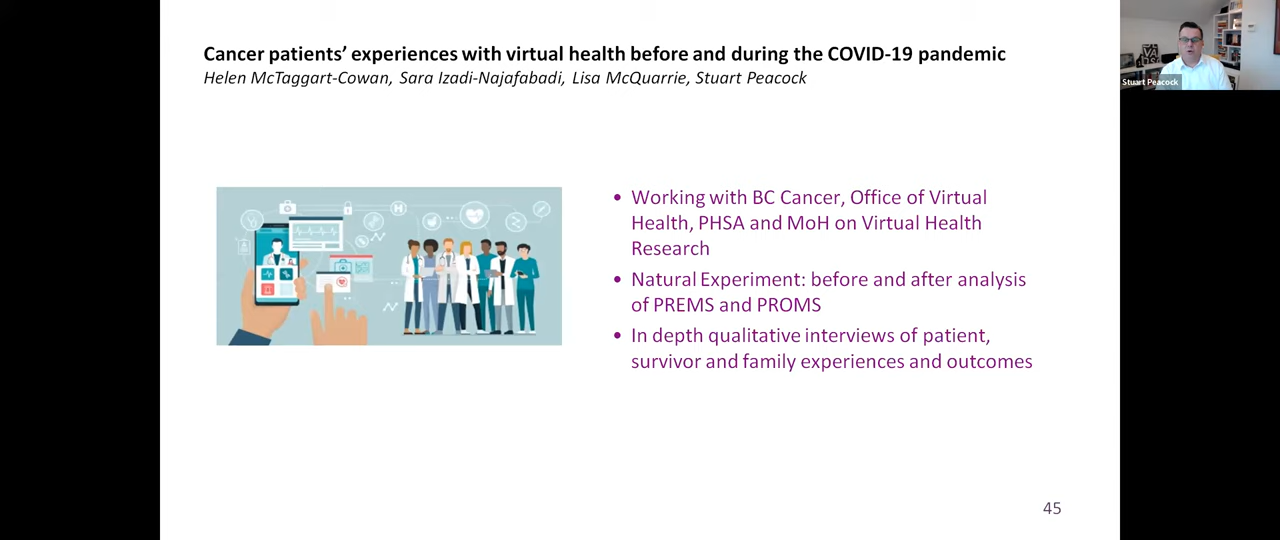 Cancer patients’ experiences with virtual health before and during the COVID-19 pandemic
Helen McTaggart-Cowan, Sara Izadi-Najafabadi, Lisa McQuarrie, Stuart Peacock
Stuart Peacock
• Working with BC Cancer, Office of Virtual
Health, PHSA and MoH on Virtual Health
Research
• Natural Experiment: before and after analysis
of PREMS and PROMS
• In depth qualitative interviews of patient,
survivor and family experiences and outcomes
45